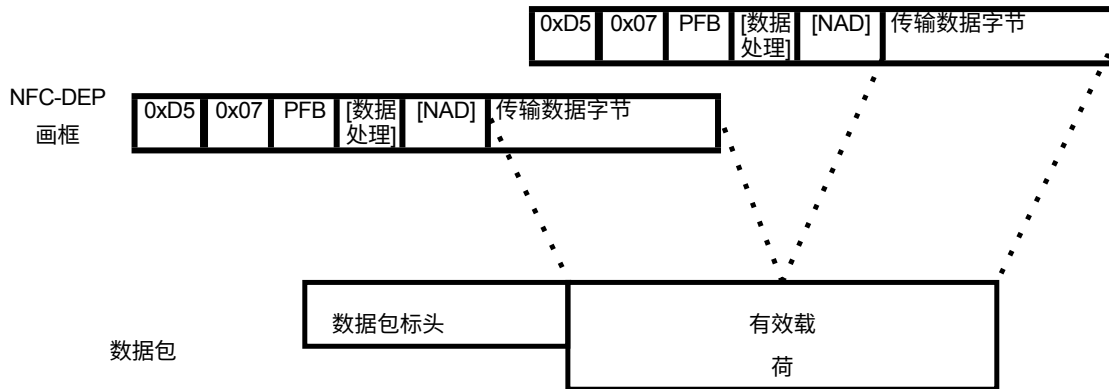 0xD5 0x07 PFB [数据处理] [NAD] 传输数据字节
NFC-DEP
画框
0xD5 0x07 PFB [数据处理] [NAD] 传输数据字节
数据包标头
有效载
荷
数据包